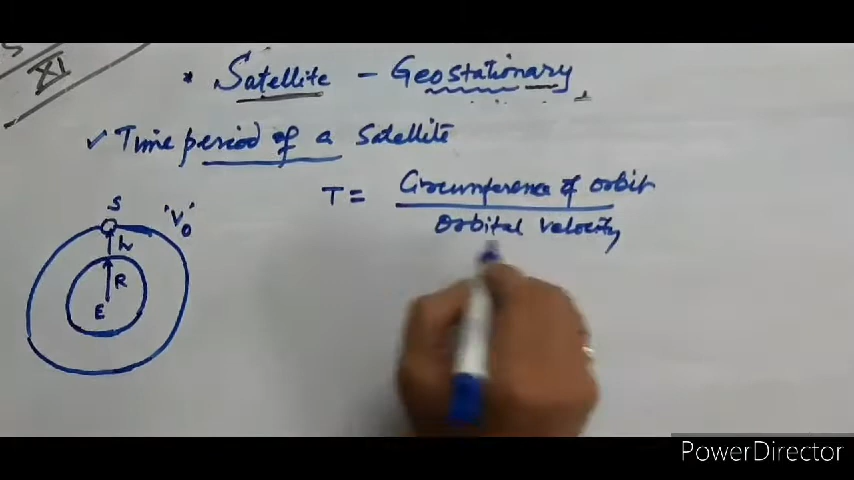 XI
* Satellite - Geostationary
✓ Time period of a Satellite
T = Circumference of orbit
orbital velocity
S
'V₀'
h
R
E
PowerDirector